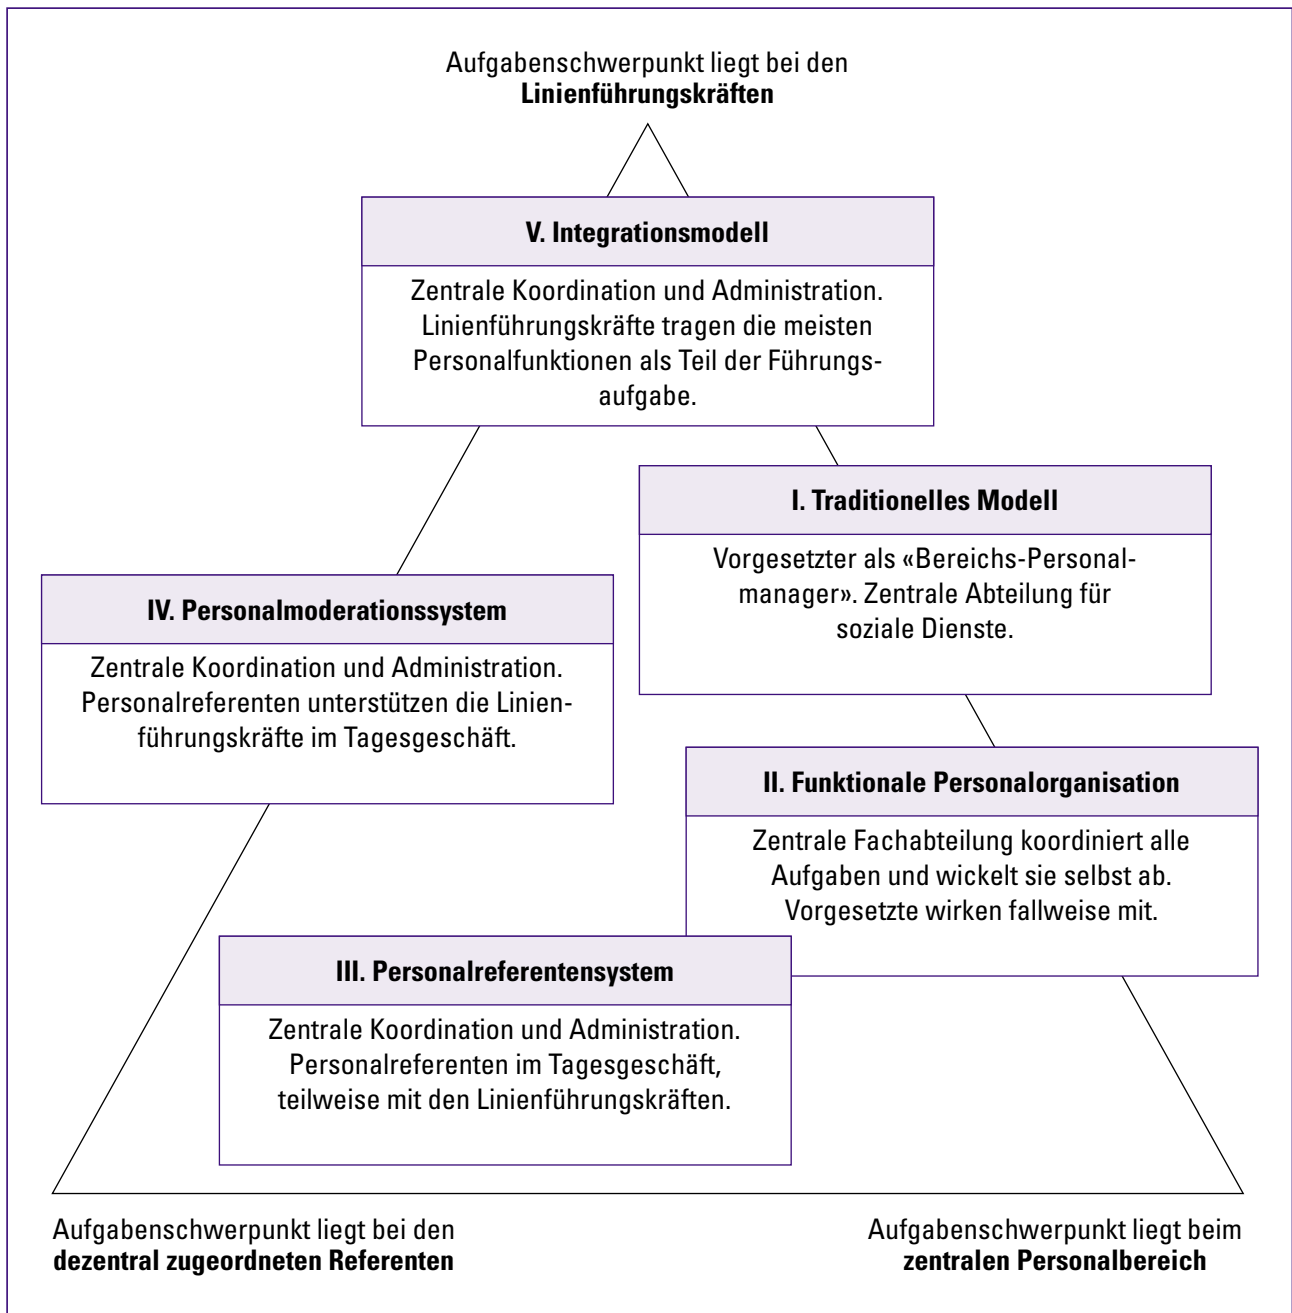 Aufgabenschwerpunkt liegt bei den
Linienführungskräften
V. Integrationsmodell
Zentrale Koordination und Administration.
Linienführungskräfte tragen die meisten
Personalfunktionen als Teil der Führungs-
aufgabe.
I. Traditionelles Modell
Vorgesetzter als «Bereichs-Personal-
manager». Zentrale Abteilung für
soziale Dienste.
IV. Personalmoderationssystem
Zentrale Koordination und Administration.
Personalreferenten unterstützen die Linien-
führungskräfte im Tagesgeschäft.
II. Funktionale Personalorganisation
Zentrale Fachabteilung koordiniert alle
Aufgaben und wickelt sie selbst ab.
Vorgesetzte wirken fallweise mit.
III. Personalreferentensystem
Zentrale Koordination und Administration.
Personalreferenten im Tagesgeschäft,
teilweise mit den Linienführungskräften.
Aufgabenschwerpunkt liegt bei den
dezentral zugeordneten Referenten
Aufgabenschwerpunkt liegt beim
zentralen Personalbereich